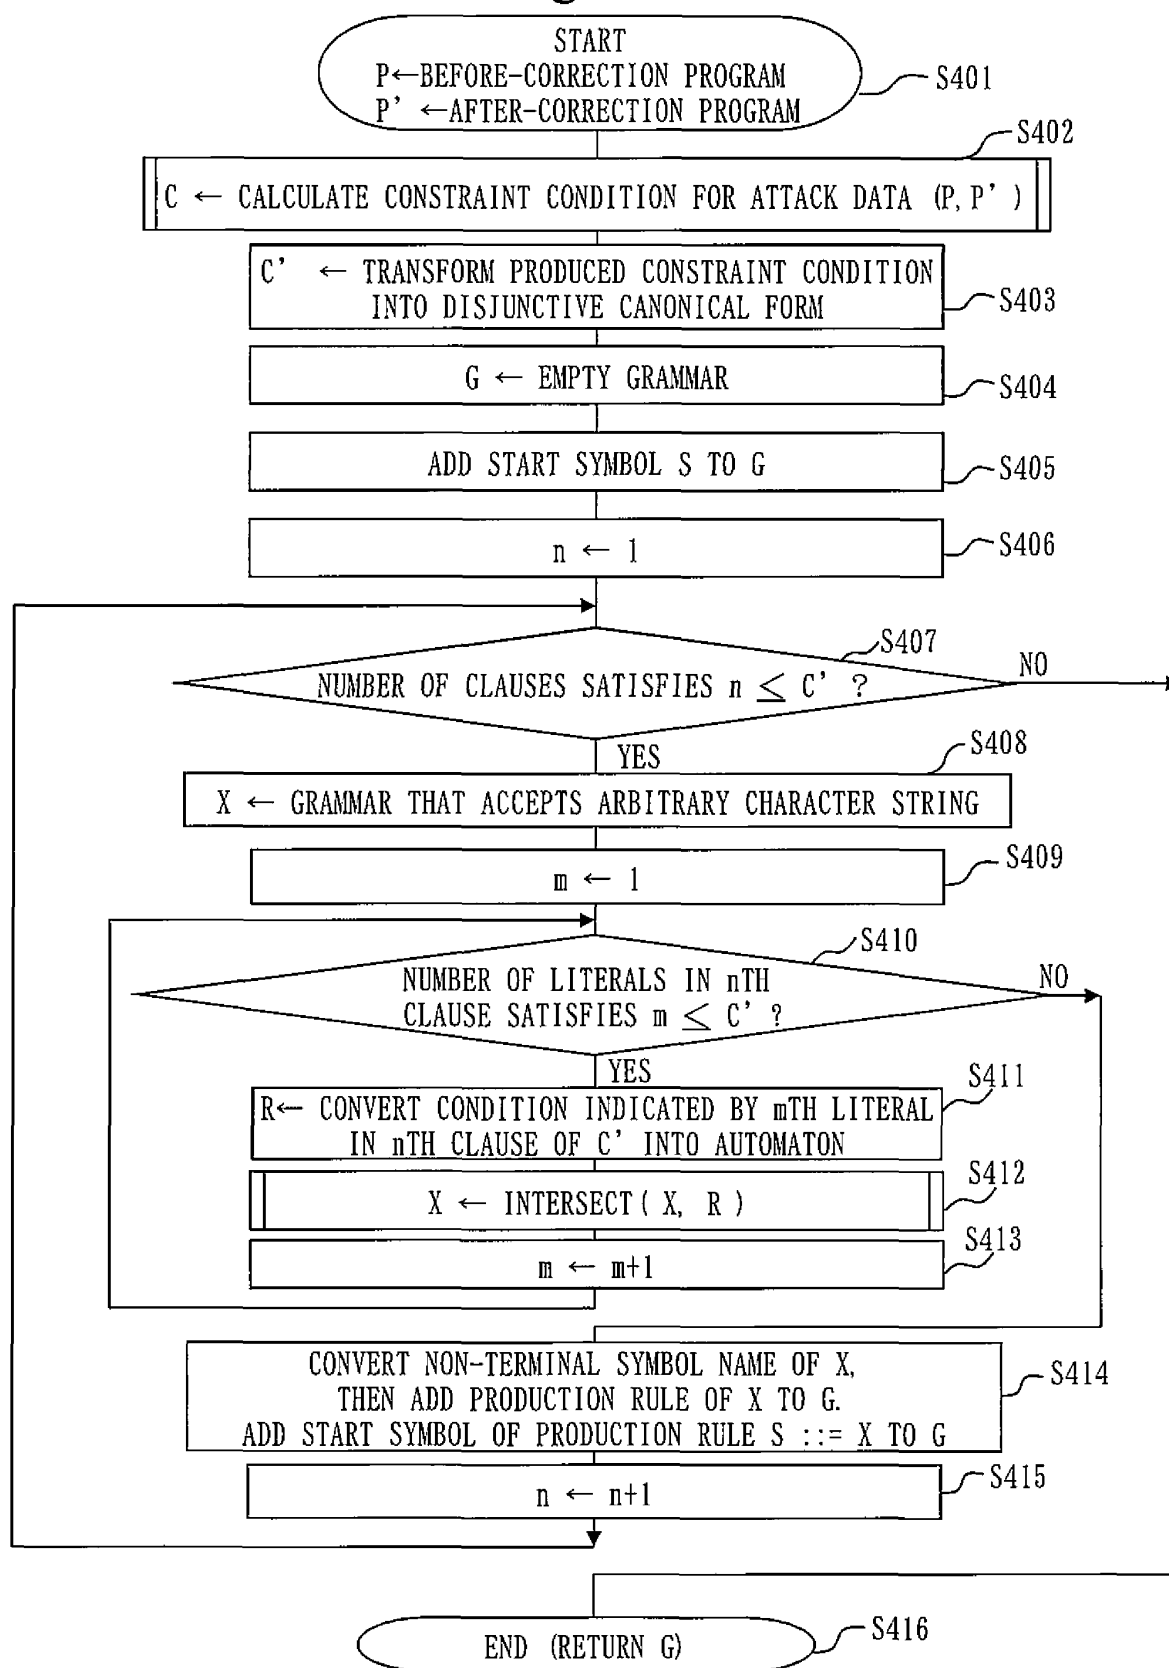 START
P←BEFORE-CORRECTION PROGRAM
P' ←AFTER-CORRECTION PROGRAM
S401
S402
C ← CALCULATE CONSTRAINT CONDITION FOR ATTACK DATA (P, P' )
C' ← TRANSFORM PRODUCED CONSTRAINT CONDITION
INTO DISJUNCTIVE CANONICAL FORM
S403
G ← EMPTY GRAMMAR
S404
ADD START SYMBOL S TO G
S405
n ← 1
S406
S407
NUMBER OF CLAUSES SATISFIES n ≤ C' ?
NO
YES
S408
X ← GRAMMAR THAT ACCEPTS ARBITRARY CHARACTER STRING
S409
m ← 1
S410
NUMBER OF LITERALS IN nTH
CLAUSE SATISFIES m ≤ C' ?
NO
YES
S411
R← CONVERT CONDITION INDICATED BY mTH LITERAL
IN nTH CLAUSE OF C' INTO AUTOMATON
S412
X ← INTERSECT ( X, R )
S413
m ← m+1
CONVERT NON-TERMINAL SYMBOL NAME OF X,
THEN ADD PRODUCTION RULE OF X TO G.
ADD START SYMBOL OF PRODUCTION RULE S ::= X TO G
S414
n ← n+1
S415
END (RETURN G)
S416